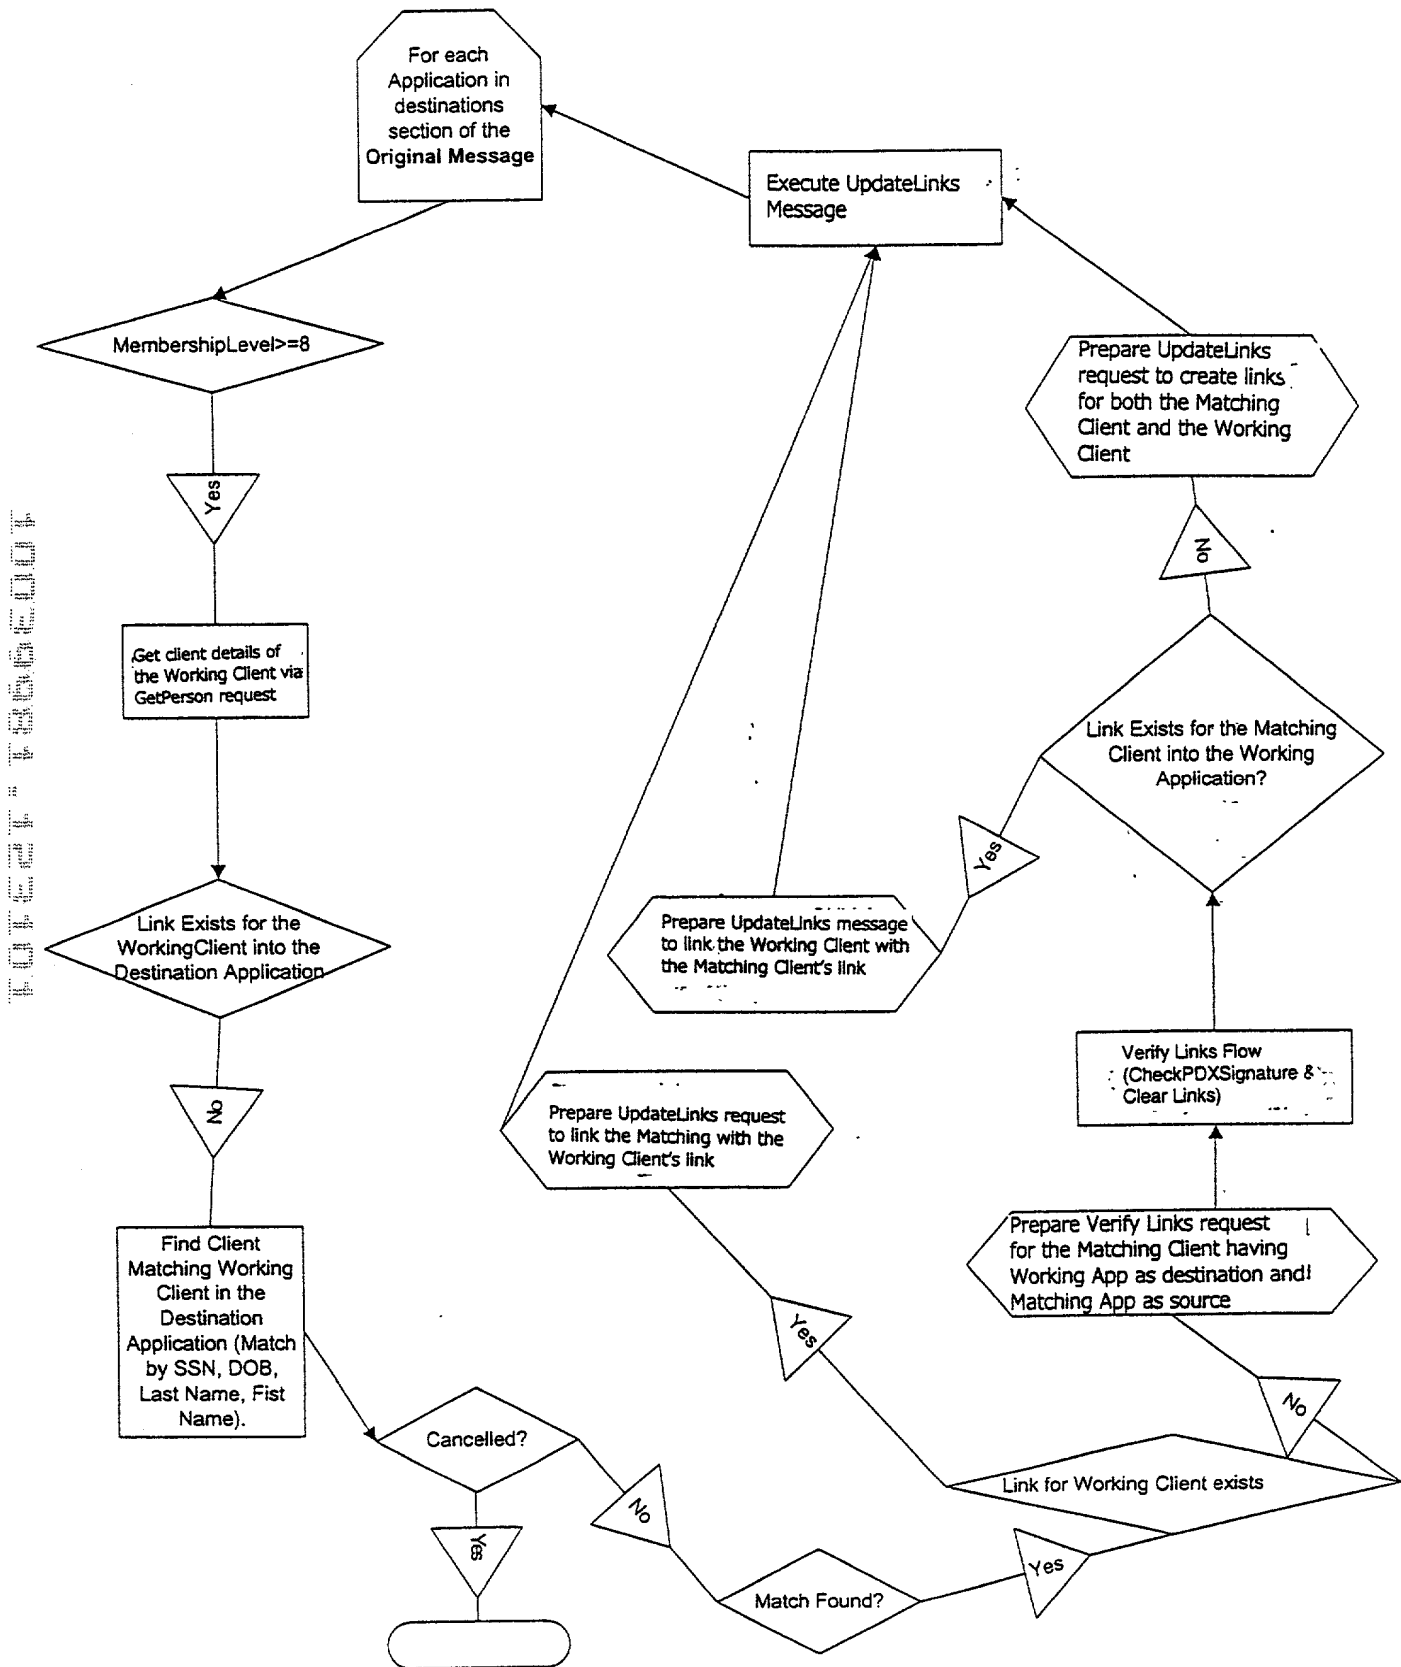 For each
Application in
destinations
section of the
Original Message
Execute UpdateLinks
Message
MembershipLevel>=8
Prepare UpdateLinks
request to create links
for both the Matching
Client and the Working
Client
Yes
No
Get client details of
the Working Client via
GetPerson request
Link Exists for the Matching
Client into the Working
Application?
Yes
Link Exists for the
WorkingClient into the
Destination Application
Prepare UpdateLinks message
to link the Working Client with
the Matching Client's link
Verify Links Flow
(CheckPDXSignature &
Clear Links)
No
Prepare UpdateLinks request
to link the Matching with the
Working Client's link
Find Client
Matching Working
Client in the
Destination
Application (Match
by SSN, DOB,
Last Name, Fist
Name).
Prepare Verify Links request
for the Matching Client having
Working App as destination and
Matching App as source
Yes
No
Cancelled?
Link for Working Client exists
No
Yes
Match Found?
Yes